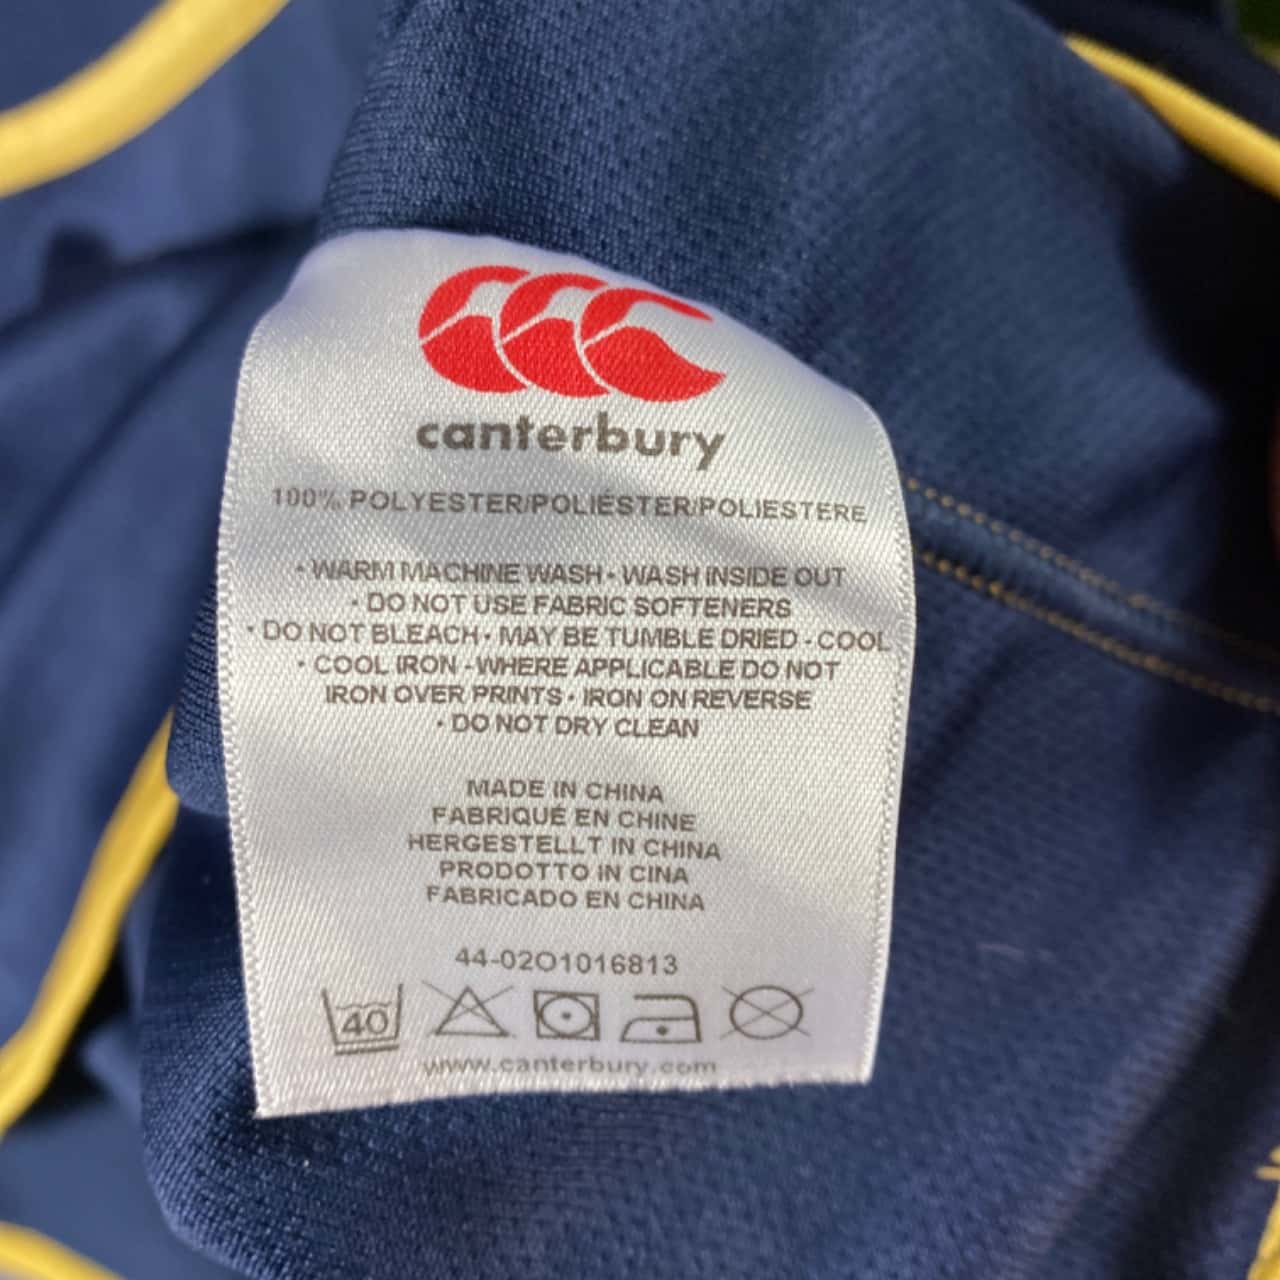 canterbury
100% POLYESTER/POLIÉSTER/POLIESTERE
• WARM MACHINE WASH • WASH INSIDE OUT
• DO NOT USE FABRIC SOFTENERS
• DO NOT BLEACH • MAY BE TUMBLE DRIED - COOL
• COOL IRON - WHERE APPLICABLE DO NOT
IRON OVER PRINTS • IRON ON REVERSE
• DO NOT DRY CLEAN
MADE IN CHINA
FABRIQUÉ EN CHINE
HERGESTELLT IN CHINA
PRODOTTO IN CINA
FABRICADO EN CHINA
44-02O1016813
40
www.canterbury.com